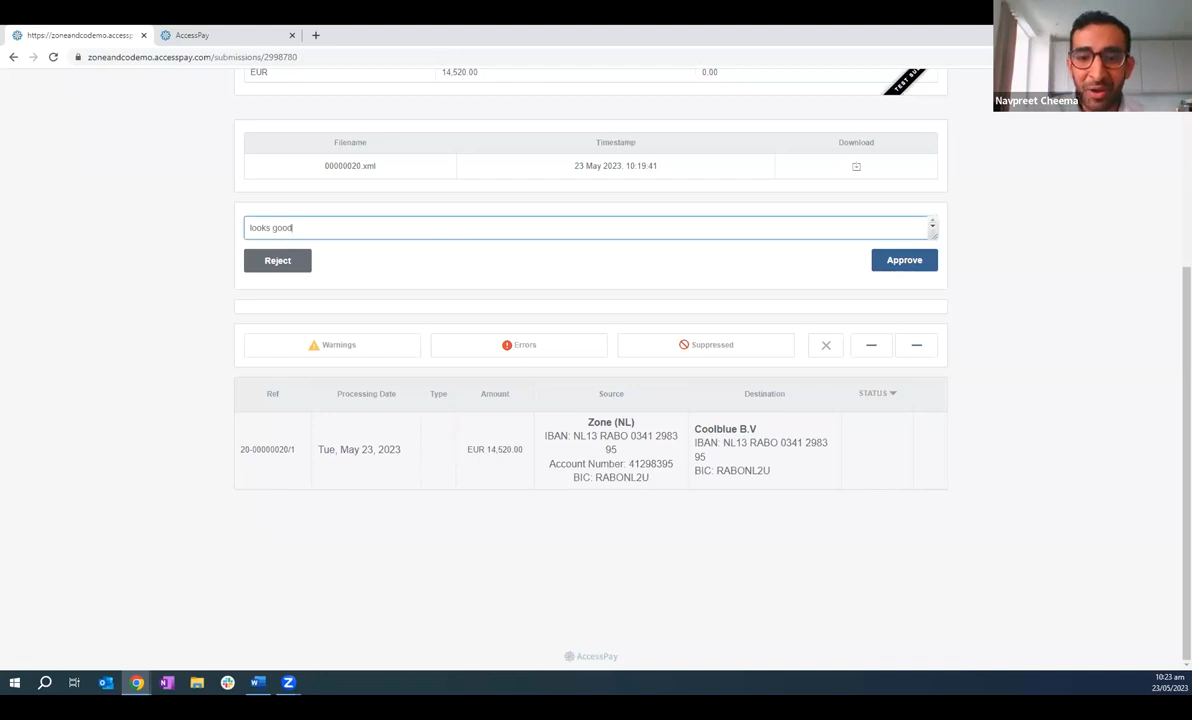 https://zoneandcodemo.accessp
AccessPay
zoneandcodemo.accesspay.com/submissions/2998780
Navpreet Cheema
EUR 14,520.00 0.00
TEST SU
Filename Timestamp Download
00000020.xml 23 May 2023. 10:19:41
looks good
Reject Approve
Warnings Errors Suppressed
Ref Processing Date Type Amount Source Destination STATUS
20-00000020/1 Tue, May 23, 2023 EUR 14,520.00
Zone (NL)
IBAN: NL13 RABO 0341 2983
95
Account Number: 41298395
BIC: RABONL2U
Coolblue B.V
IBAN: NL13 RABO 0341 2983
95
BIC: RABONL2U
AccessPay
10:23 am
23/05/2023